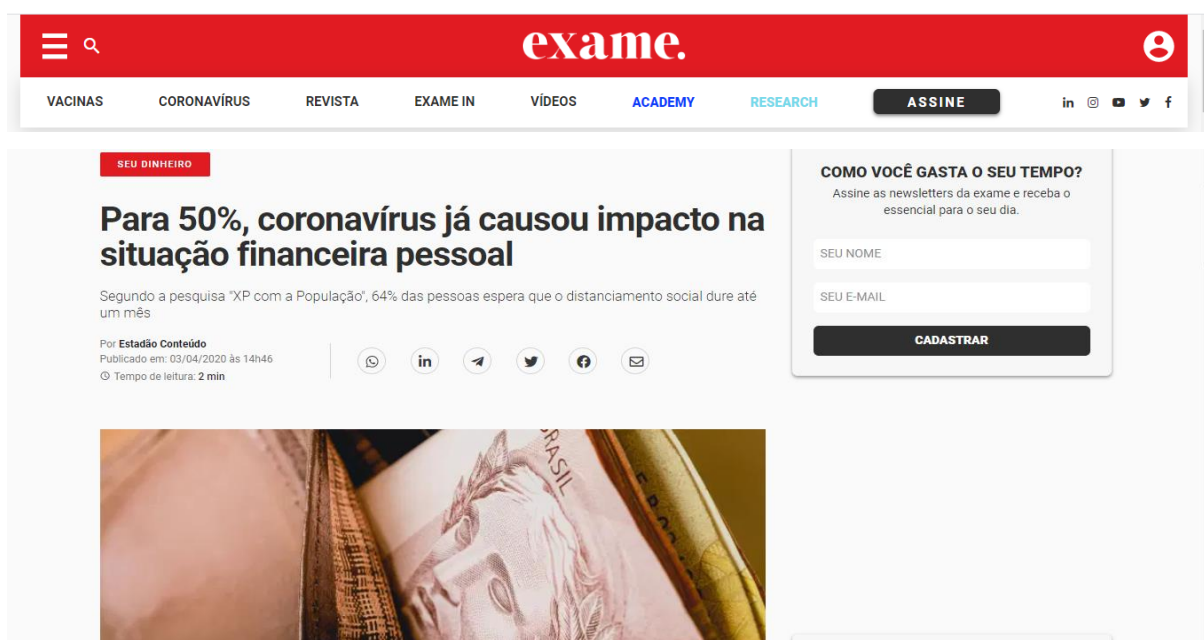 exame.
VACINAS CORONAVÍRUS REVISTA EXAME IN VÍDEOS ACADEMY RESEARCH ASSINE
SEU DINHEIRO
Para 50%, coronavírus já causou impacto na
situação financeira pessoal
Segundo a pesquisa "XP com a População", 64% das pessoas espera que o distanciamento social dure até
um mês
Por Estadão Conteúdo
Publicado em: 03/04/2020 às 14h46
Tempo de leitura: 2 min
COMO VOCÊ GASTA O SEU TEMPO?
Assine as newsletters da exame e receba o
essencial para o seu dia.
SEU NOME
SEU E-MAIL
CADASTRAR
RASIL